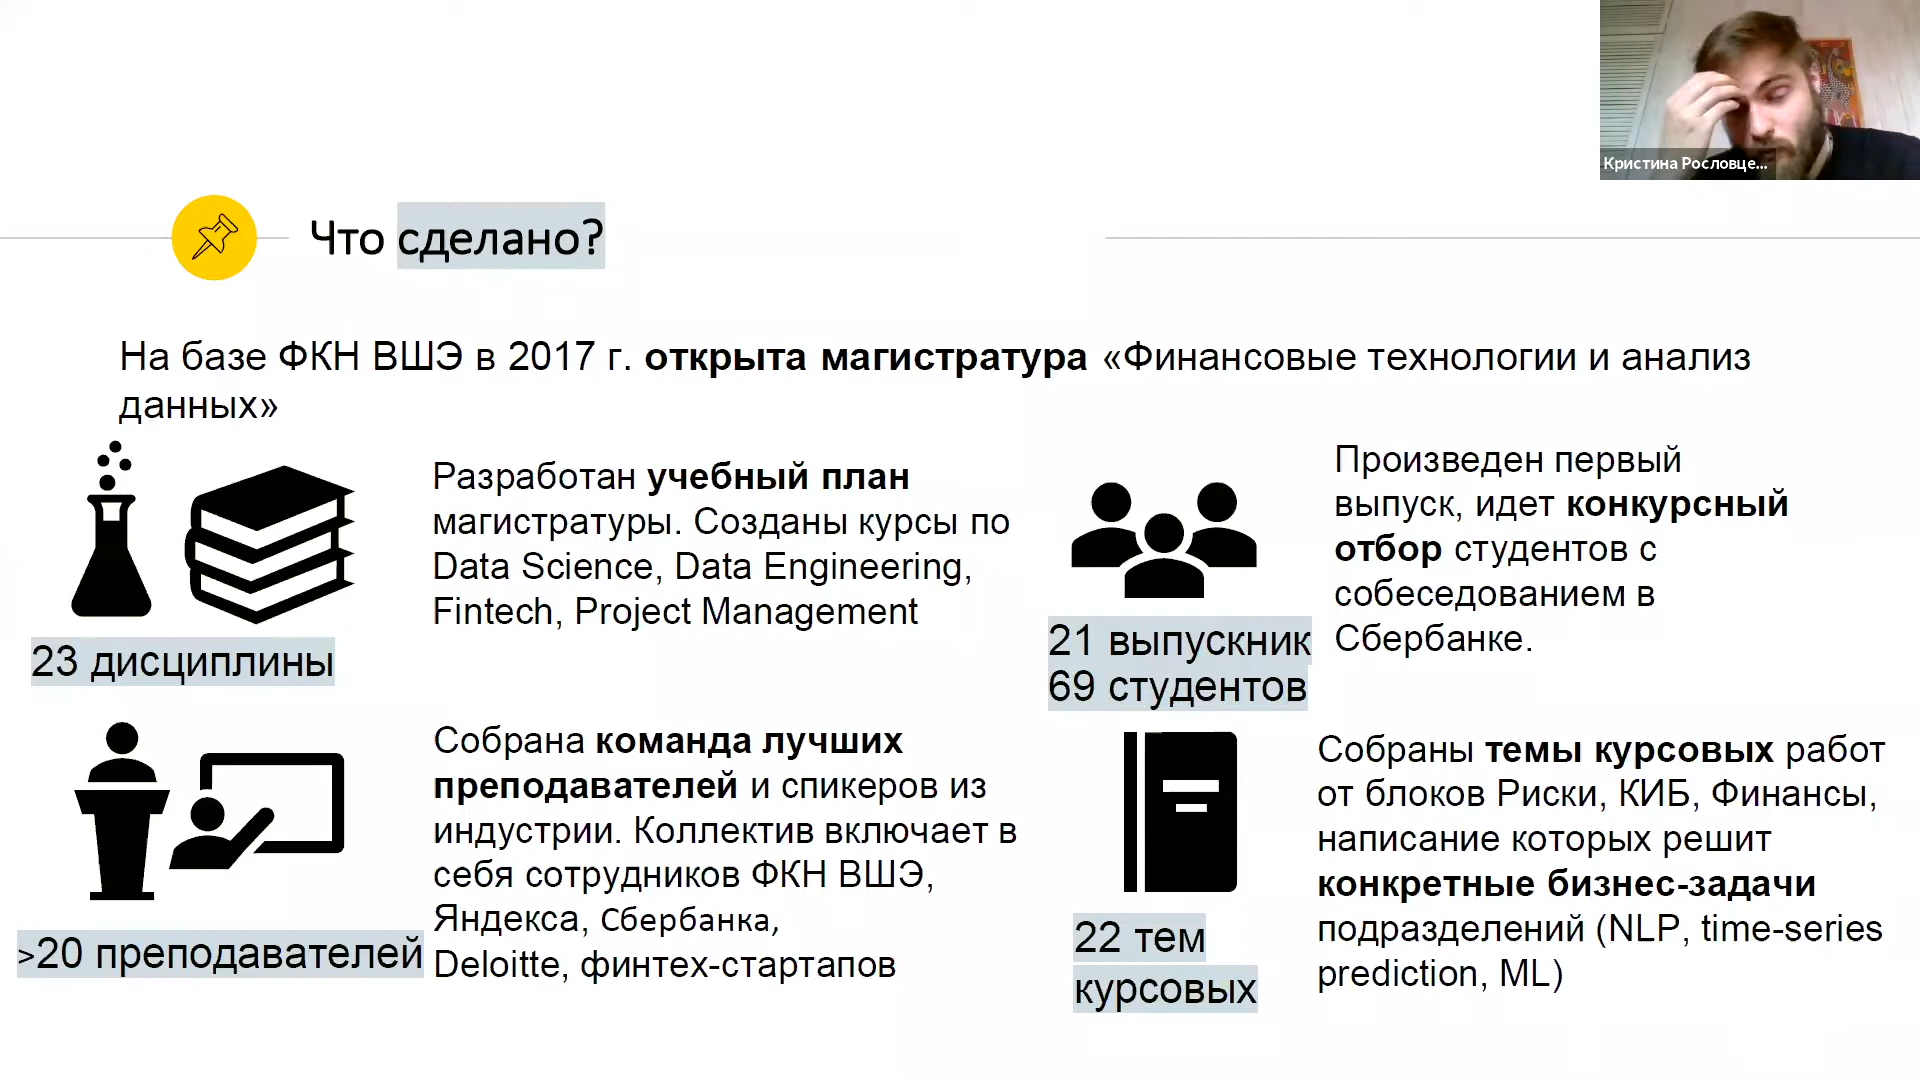 Кристина Рословце...
Что сделано?
На базе ФКН ВШЭ в 2017 г. открыта магистратура «Финансовые технологии и анализ
данных»
Разработан учебный план
магистратуры. Созданы курсы по
Data Science, Data Engineering,
Fintech, Project Management
23 дисциплины
Произведен первый
выпуск, идет конкурсный
отбор студентов с
собеседованием в
Сбербанке.
21 выпускник
69 студентов
Собрана команда лучших
преподавателей и спикеров из
индустрии. Коллектив включает в
себя сотрудников ФКН ВШЭ,
Яндекса, Сбербанка,
Deloitte, финтех-стартапов
>20 преподавателей
Собраны темы курсовых работ
от блоков Риски, КИБ, Финансы,
написание которых решит
конкретные бизнес-задачи
подразделений (NLP, time-series
prediction, ML)
22 тем
курсовых